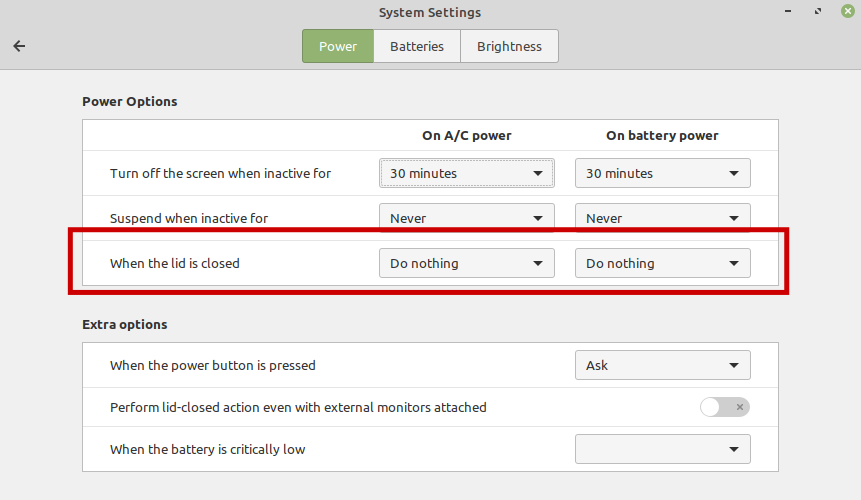 System Settings
Power Batteries Brightness
Power Options
On A/C power On battery power
Turn off the screen when inactive for 30 minutes 30 minutes
Suspend when inactive for Never Never
When the lid is closed Do nothing Do nothing
Extra options
When the power button is pressed Ask
Perform lid-closed action even with external monitors attached
When the battery is critically low